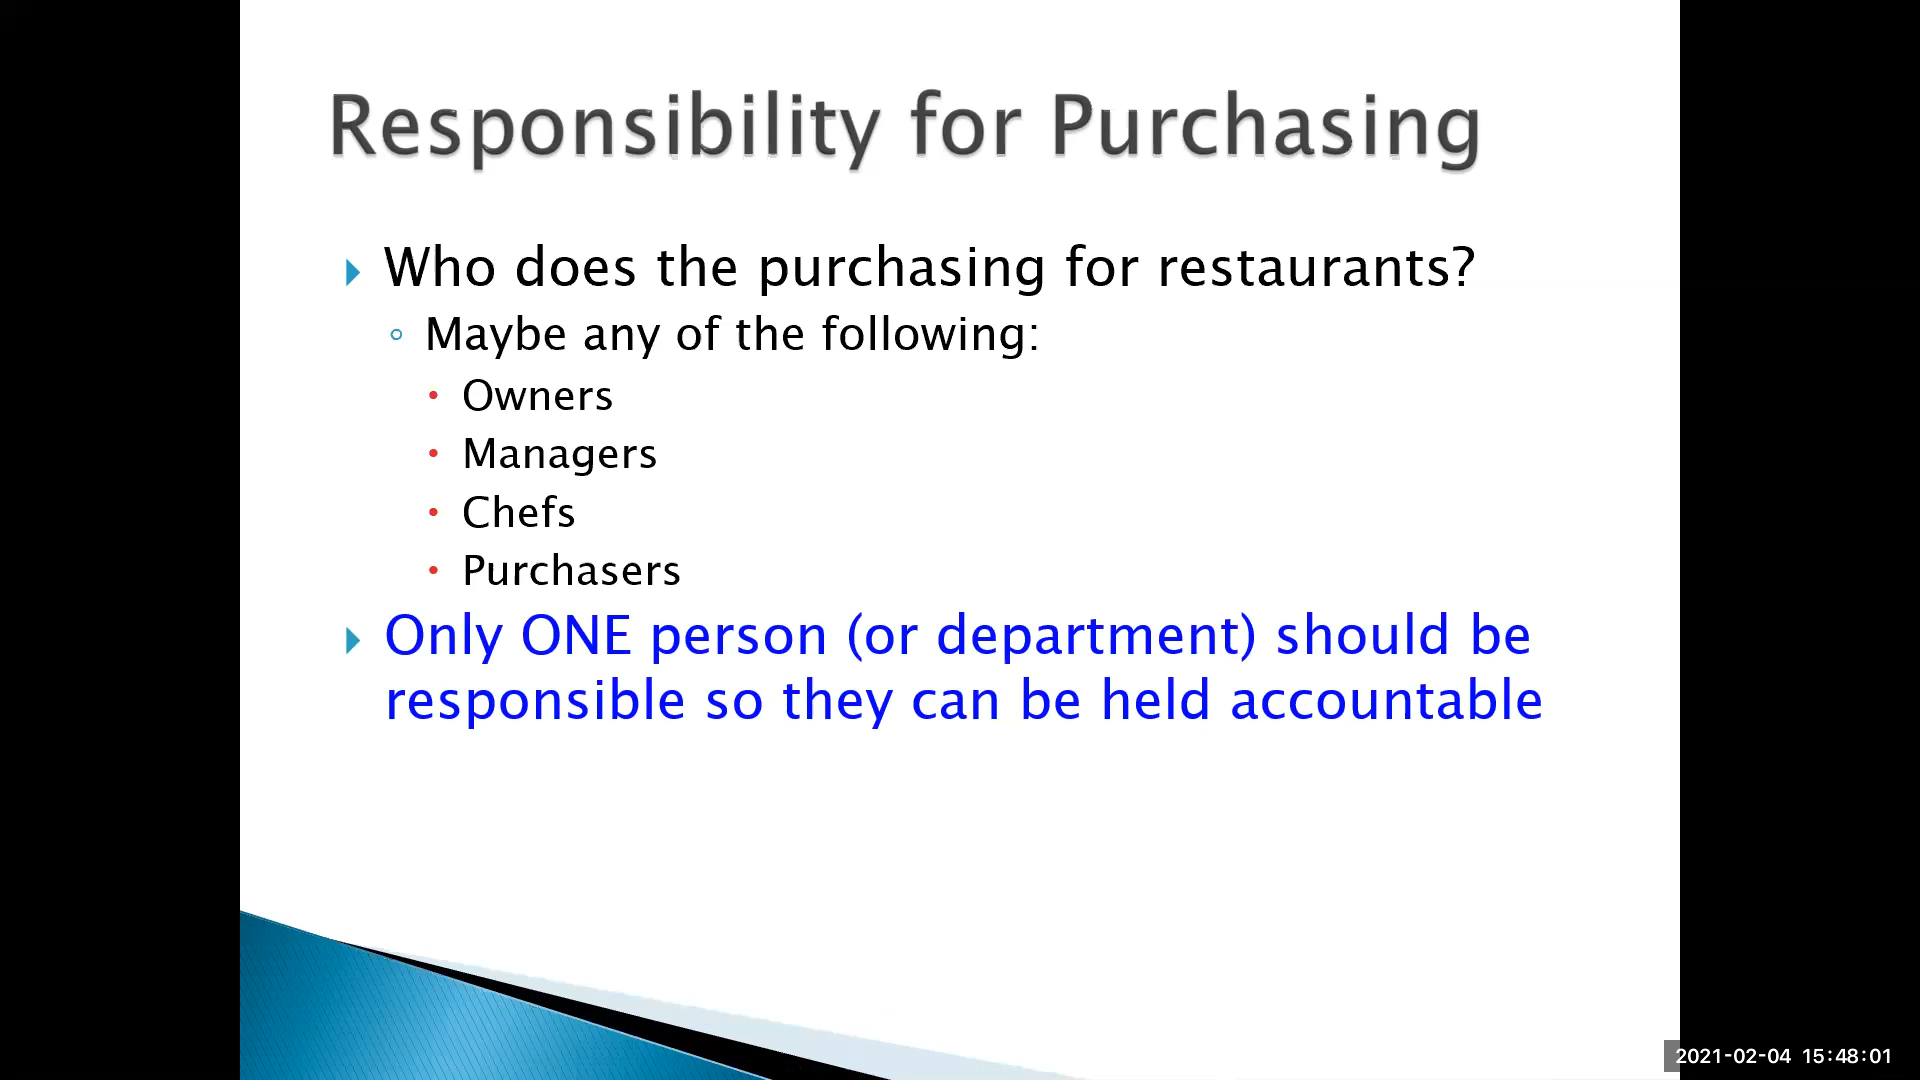 Responsibility for Purchasing
Who does the purchasing for restaurants?
Maybe any of the following:
Owners
Managers
Chefs
Purchasers
Only ONE person (or department) should be
responsible so they can be held accountable
2021-02-04 15:48:01